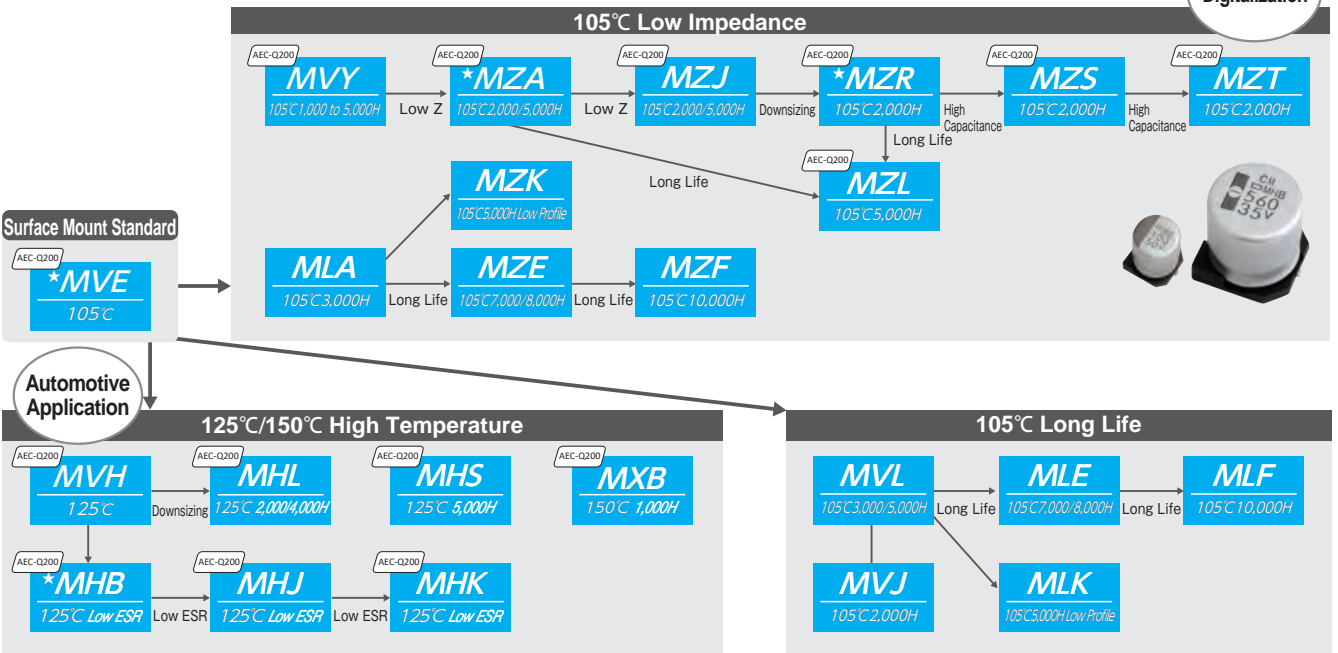 Digitalization
105℃ Low Impedance
AEC-Q200
AEC-Q200
AEC-Q200
AEC-Q200
AEC-Q200
AEC-Q200
MVY
★MZA
MZJ
★MZR
MZS
MZT
105℃1,000 to 5,000H
Low Z
105℃2,000/5,000H
Low Z
105℃2,000/5,000H
Downsizing
105℃2,000H
High
Capacitance
105℃2,000H
High
Capacitance
105℃2,000H
Long Life
AEC-Q200
MZK
105℃5,000H Low Profile
Long Life
MZL
105℃5,000H
CM
MHB
560
35V
Surface Mount Standard
AEC-Q200
★MVE
105℃
MLA
105℃3,000H
Long Life
MZE
105℃7,000/8,000H
Long Life
MZF
105℃10,000H
Automotive
Application
125℃/150℃ High Temperature
AEC-Q200
AEC-Q200
AEC-Q200
AEC-Q200
MVH
125℃
Downsizing
MHL
125℃ 2,000/4,000H
MHS
125℃ 5,000H
MXB
150℃ 1,000H
AEC-Q200
AEC-Q200
AEC-Q200
★MHB
125℃ Low ESR
Low ESR
MHJ
125℃ Low ESR
Low ESR
MHK
125℃ Low ESR
105℃ Long Life
MVL
105℃3,000/5,000H
Long Life
MLE
105℃7,000/8,000H
Long Life
MLF
105℃10,000H
MVJ
105℃2,000H
MLK
105℃5,000H Low Profile